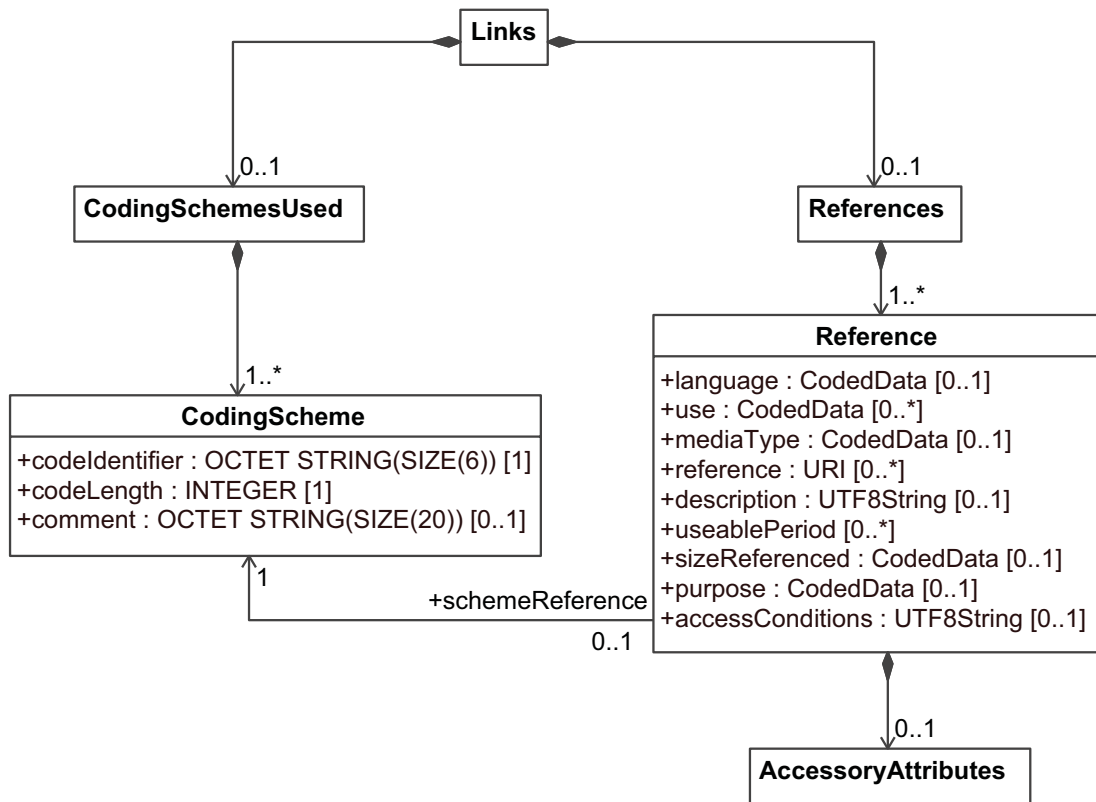 Links
0..1
0..1
CodingSchemesUsed
References
1..*
1..*
Reference
+language : CodedData [0..1]
+use : CodedData [0..*]
+mediaType : CodedData [0..1]
+reference : URI [0..*]
+description : UTF8String [0..1]
+useablePeriod [0..*]
+sizeReferenced : CodedData [0..1]
+purpose : CodedData [0..1]
+accessConditions : UTF8String [0..1]
CodingScheme
+codeIdentifier : OCTET STRING(SIZE(6)) [1]
+codeLength : INTEGER [1]
+comment : OCTET STRING(SIZE(20)) [0..1]
1
+schemeReference
0..1
0..1
AccessoryAttributes